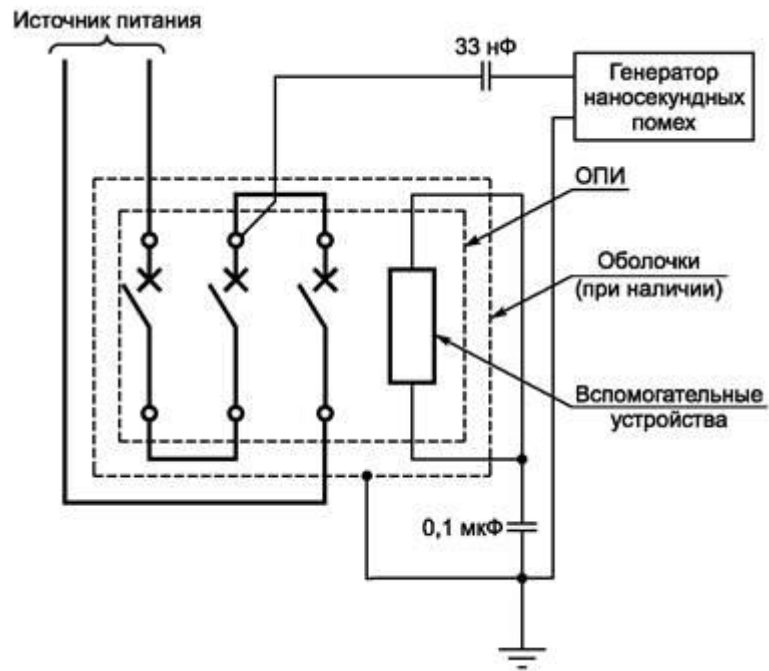 Источник питания
33 нФ
Генератор
наносекундных
помех
ОПИ
Оболочки
(при наличии)
Вспомогательные
устройства
0,1 мкФ